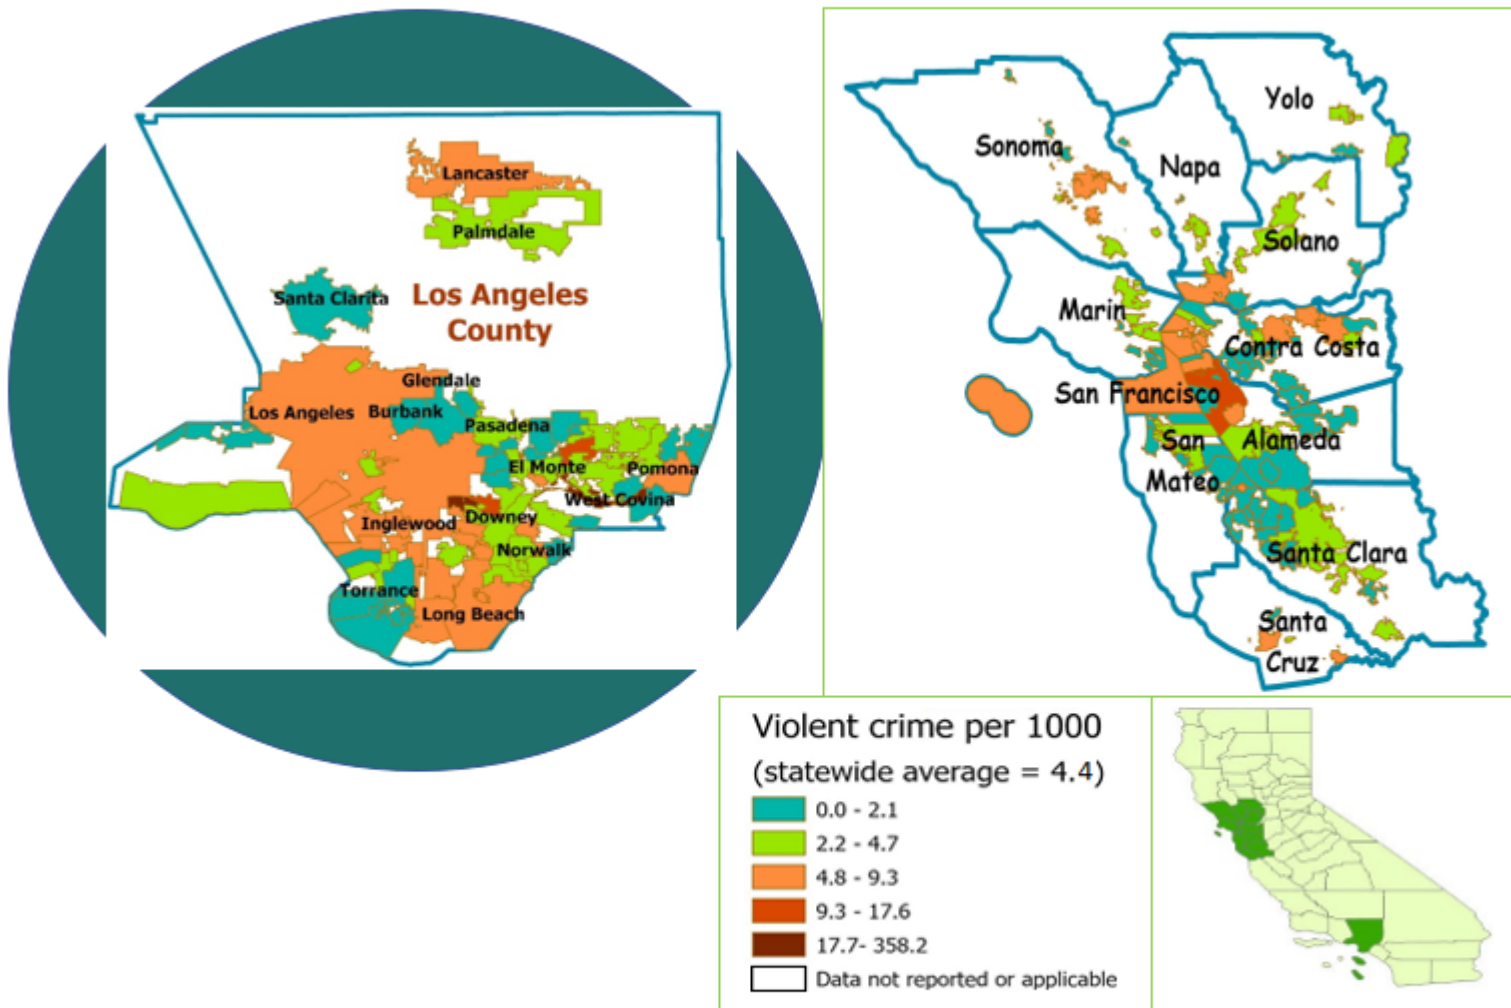 Lancaster
Palmdale
Santa Clarita
Los Angeles
County
Glendale
Los Angeles
Burbank
Pasadena
El Monte
Pomona
West Covina
Inglewood
Downey
Norwalk
Torrance
Long Beach
Yolo
Sonoma
Napa
Solano
Marin
Contra Costa
San Francisco
San
Mateo
Alameda
Santa Clara
Santa
Cruz
Violent crime per 1000
(statewide average = 4.4)
0.0 - 2.1
2.2 - 4.7
4.8 - 9.3
9.3 - 17.6
17.7- 358.2
Data not reported or applicable